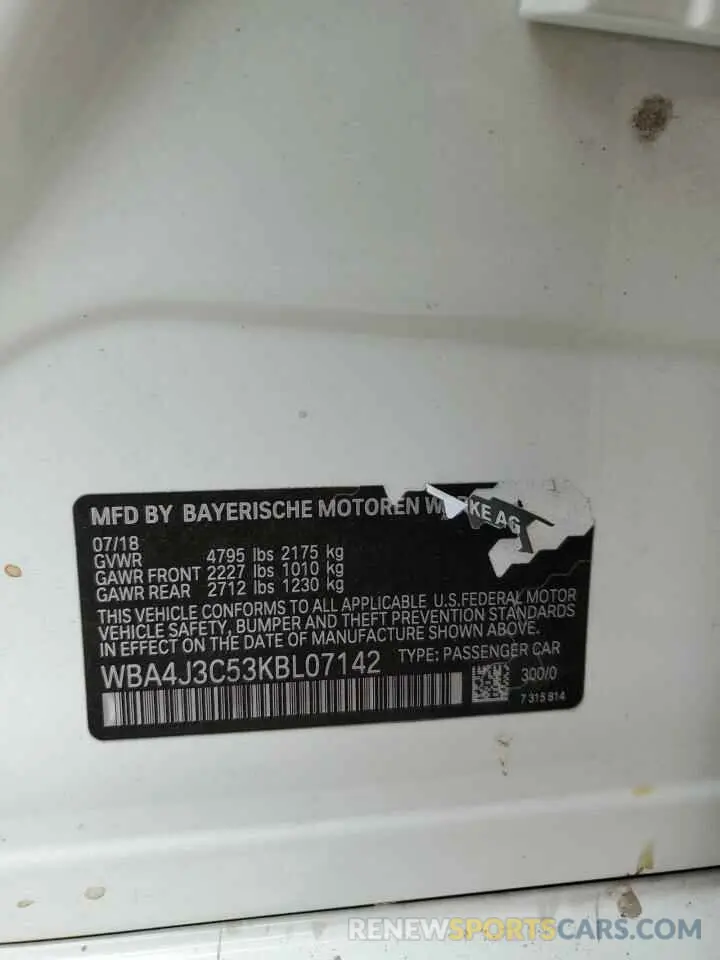 MFD BY BAYERISCHE MOTOREN W RKE AG
07/18
GVWR 4795 lbs 2175 kg
GAWR FRONT 2227 lbs 1010 kg
GAWR REAR 2712 lbs 1230 kg
THIS VEHICLE CONFORMS TO ALL APPLICABLE U.S.FEDERAL MOTOR
VEHICLE SAFETY, BUMPER, AND THEFT PREVENTION STANDARDS
IN EFFECT ON THE DATE OF MANUFACTURE SHOWN ABOVE.
WBA4J3C53KBL07142 TYPE: PASSENGER CAR
300/0
7 315 814
RENEWSPORTSCARS.COM